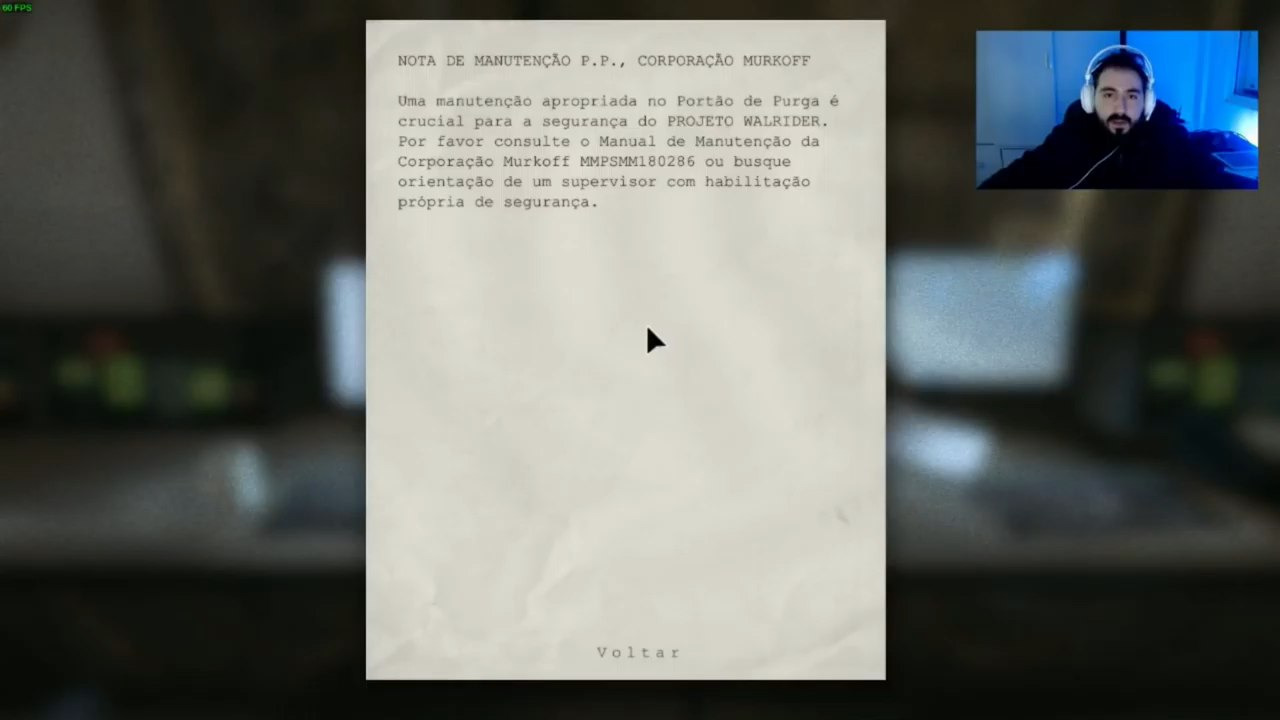 60 FPS
NOTA DE MANUTENÇÃO P.P., CORPORAÇÃO MURKOFF
Uma manutenção apropriada no Portão de Purga é
crucial para a segurança do PROJETO WALRIDER.
Por favor consulte o Manual de Manutenção da
Corporação Murkoff MMPSMM180286 ou busque
orientação de um supervisor com habilitação
própria de segurança.
Voltar